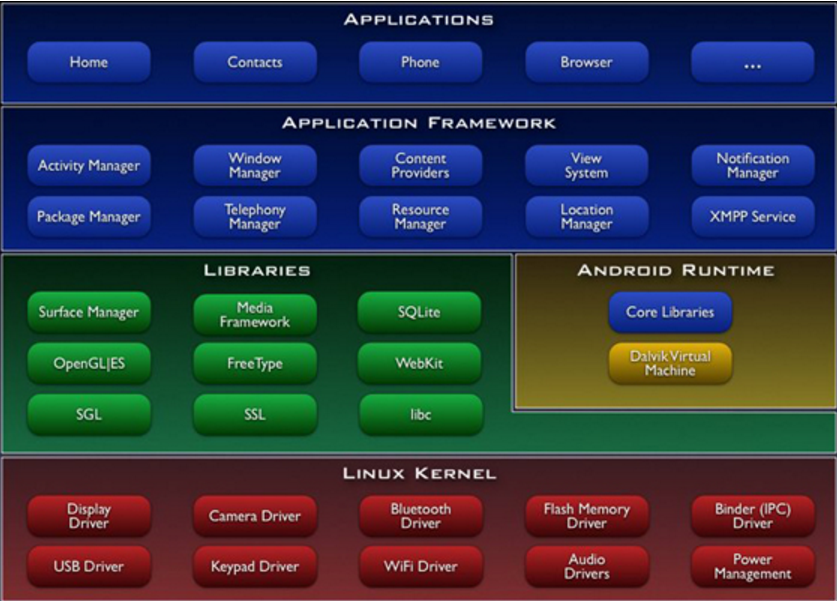 APPLICATIONS
Home
Contacts
Phone
Browser
...
APPLICATION FRAMEWORK
Activity Manager
Window
Manager
Content
Providers
View
System
Notification
Manager
Package Manager
Telephony
Manager
Resource
Manager
Location
Manager
XMPP Service
LIBRARIES
Surface Manager
Media
Framework
SQLite
OpenGL|ES
FreeType
WebKit
SGL
SSL
libc
ANDROID RUNTIME
Core Libraries
Dalvik Virtual
Machine
LINUX KERNEL
Display
Driver
Camera Driver
Bluetooth
Driver
Flash Memory
Driver
Binder (IPC)
Driver
USB Driver
Keypad Driver
WiFi Driver
Audio
Drivers
Power
Management